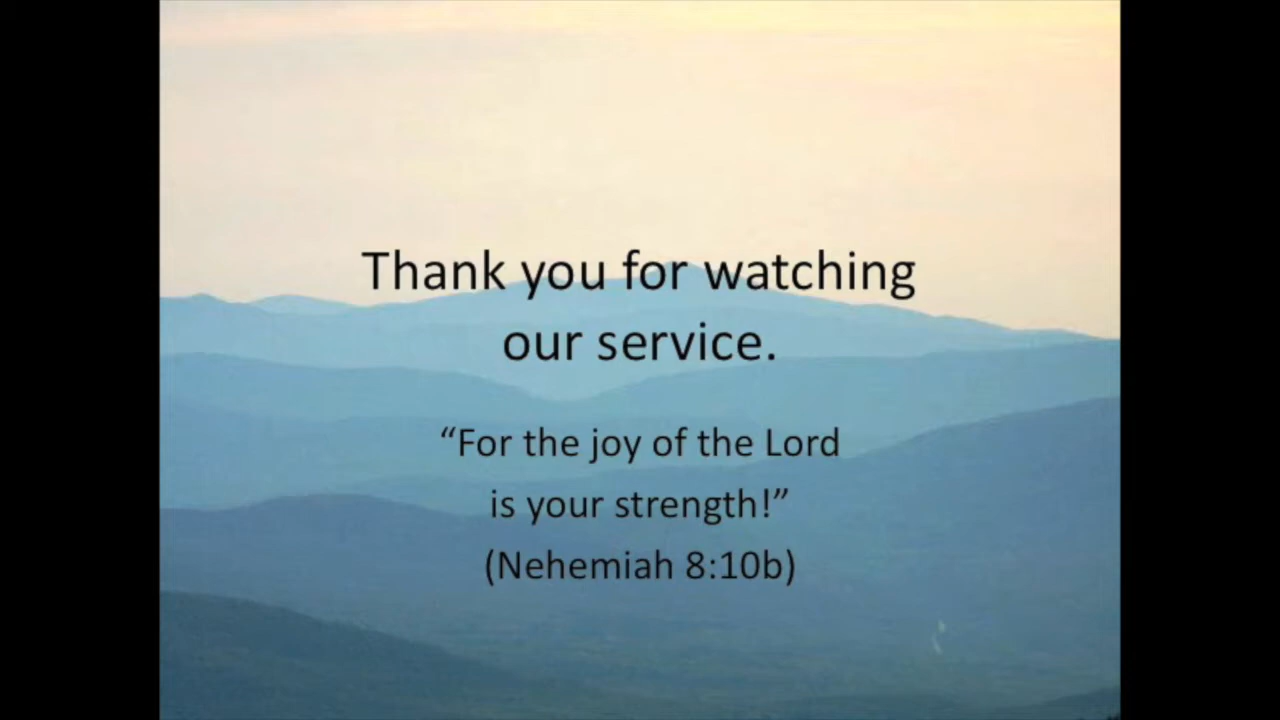 Thank you for watching
our service.
“For the joy of the Lord
is your strength!”
(Nehemiah 8:10b)